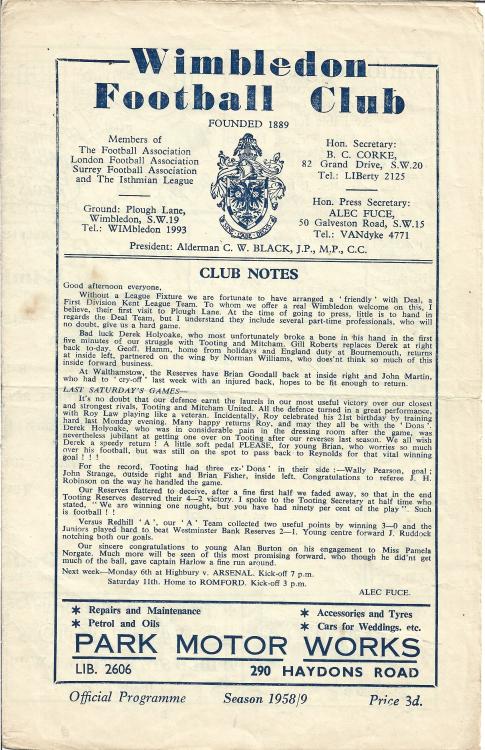 Wimbledon
Football Club
FOUNDED 1889
Members of
The Football Association
London Football Association
Surrey Football Association
and The Isthmian League
Ground: Plough Lane,
Wimbledon, S.W.19
Tel.: WIMbledon 1993
Hon. Secretary:
B. C. CORKE,
82 Grand Drive, S.W.20
Tel.: LIBerty 2125
Hon. Press Secretary:
ALEC FUCE,
50 Galveston Road, S.W.15
Tel.: VANdyke 4771
President: Alderman C. W. BLACK, J.P., M.P., C.C.
CLUB NOTES
Good afternoon everyone,
Without a League Fixture we are fortunate to have arranged a 'friendly' with Deal, a
First Division Kent League Team. To whom we offer a real Wimbledon welcome on this, I
believe, their first visit to Plough Lane. At the time of going to press, little is to hand in
regards the Deal Team, but I understand they include several part-time professionals, who will
no doubt, give us a hard game.
Bad luck Derek Holyoake, who most unfortunately broke a bone in his hand in the first
five minutes of our struggle with Tooting and Mitcham. Gill Roberts replaces Derek at right
back to-day. Geoff. Hamm, home from holidays and England duty at Bournemouth, returns
at inside left, partnered on the wing by Norman Williams, who does'nt think so much of this
inside forward business.
At Walthamstow, the Reserves have Brian Goodall back at inside right and John Martin,
who had to 'cry-off' last week with an injured back, hopes to be fit enough to return.
LAST SATURDAY'S GAMES—
It's no doubt that our defence earnt the laurels in our most useful victory over our closest
and strongest rivals, Tooting and Mitcham United. All the defence turned in a great performance,
with Roy Law playing like a veteran. Incidentally, Roy celebrated his 21st birthday by training
hard last Monday evening. Many happy returns Roy, and may they all be with the 'Dons'.
Derek Holyoake, who was in considerable pain in the dressing room after the game, was
nevertheless jubilant at getting one over on Tooting after our reverses last season. We all wish
Derek a speedy return ! A little soft pedal PLEASE, for young Brian, who worries so much
over his football, but was still on the spot to pass back to Reynolds for that vital winning
goal ! ! !
For the record, Tooting had three ex-'Dons' in their side :—Wally Pearson, goal ;
John Strange, outside right and Brian Fisher, inside left. Congratulations to referee J. H.
Robinson on the way he handled the game.
Our Reserves flattered to deceive, after a fine first half we faded away, so that in the end
Tooting Reserves deserved their 4—2 victory. I spoke to the Tooting Secretary at half time who
stated, "We are winning one nought, but you have had ninety per cent of the play". Such
is football ! !
Versus Redhill 'A', our 'A' Team collected two useful points by winning 3—0 and the
Juniors played hard to beat Westminster Bank Reserves 2—1. Young centre forward J. Ruddock
notching both our goals.
Our sincere congratulations to young Alan Burton on his engagement to Miss Pamela
Norgate. Much more will be seen of this most promising forward, who though he did'nt get
much of the ball, gave captain Harlow a fine run around.
Next week—Monday 6th at Highbury v. ARSENAL. Kick-off 7 p.m.
Saturday 11th. Home to ROMFORD. Kick-off 3 p.m.
ALEC FUCE.
* Repairs and Maintenance
* Petrol and Oils
* Accessories and Tyres
* Cars for Weddings. etc.
PARK MOTOR WORKS
LIB. 2606
290 HAYDONS ROAD
Official Programme
Season 1958/9
Price 3d.